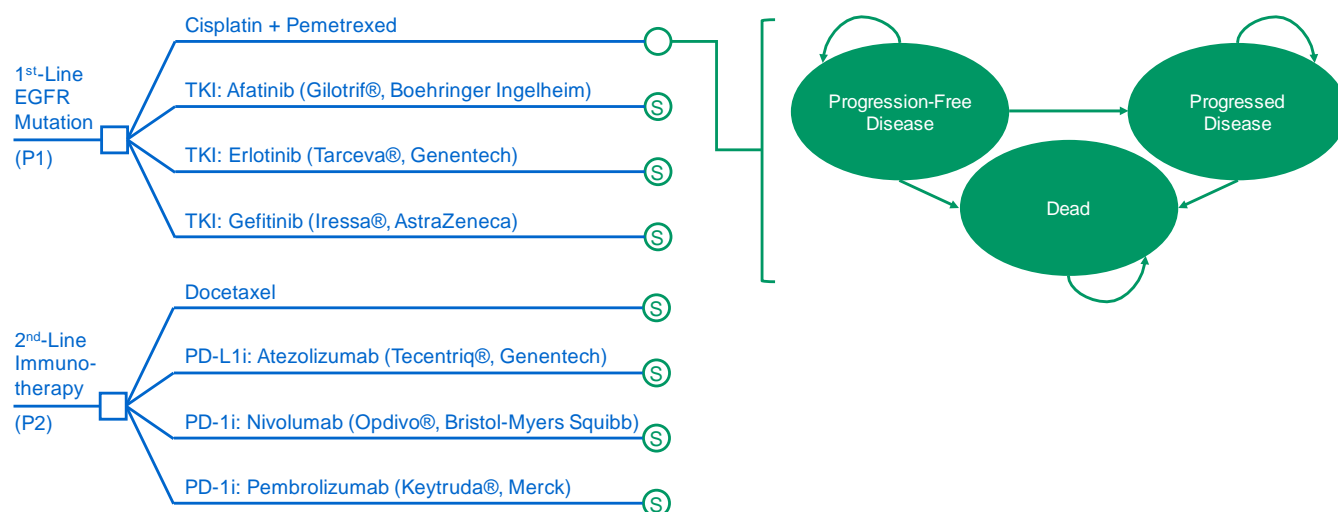 Cisplatin + Pemetrexed
1st-Line
EGFR
Mutation
(P1)
TKI: Afatinib (Gilotrif®, Boehringer Ingelheim)
S
TKI: Erlotinib (Tarceva®, Genentech)
S
TKI: Gefitinib (Iressa®, AstraZeneca)
S
Progression-Free
Disease
Progressed
Disease
Dead
2nd-Line
Immuno-
therapy
(P2)
Docetaxel
S
PD-L1i: Atezolizumab (Tecentriq®, Genentech)
S
PD-1i: Nivolumab (Opdivo®, Bristol-Myers Squibb)
S
PD-1i: Pembrolizumab (Keytruda®, Merck)
S